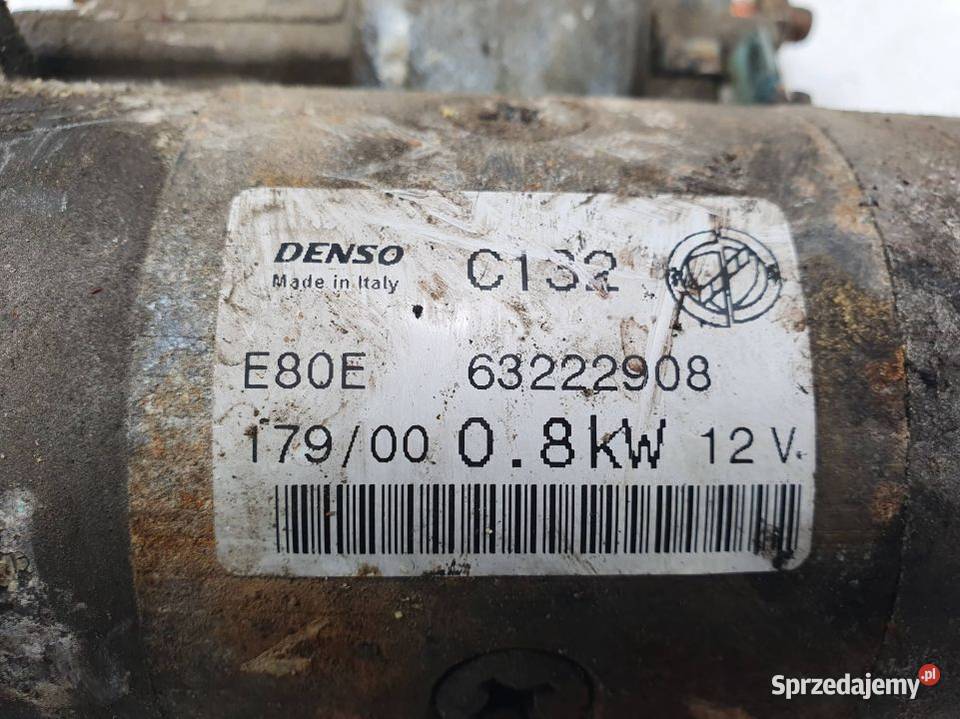 DENSO C132
Made in Italy
E80E 63222908
179/00 0.8kW 12 V.
Sprzedajemy.pl